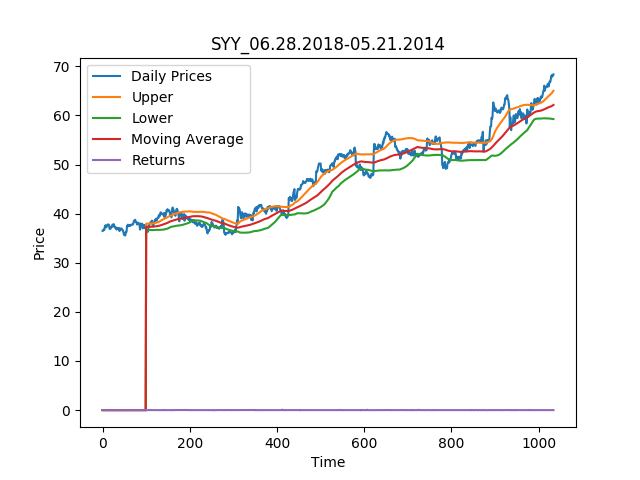 SYY_06.28.2018-05.21.2014
Daily Prices
Upper
Lower
Moving Average
Returns
70
60
50
40
30
20
10
0
Price
0 200 400 600 800 1000
Time